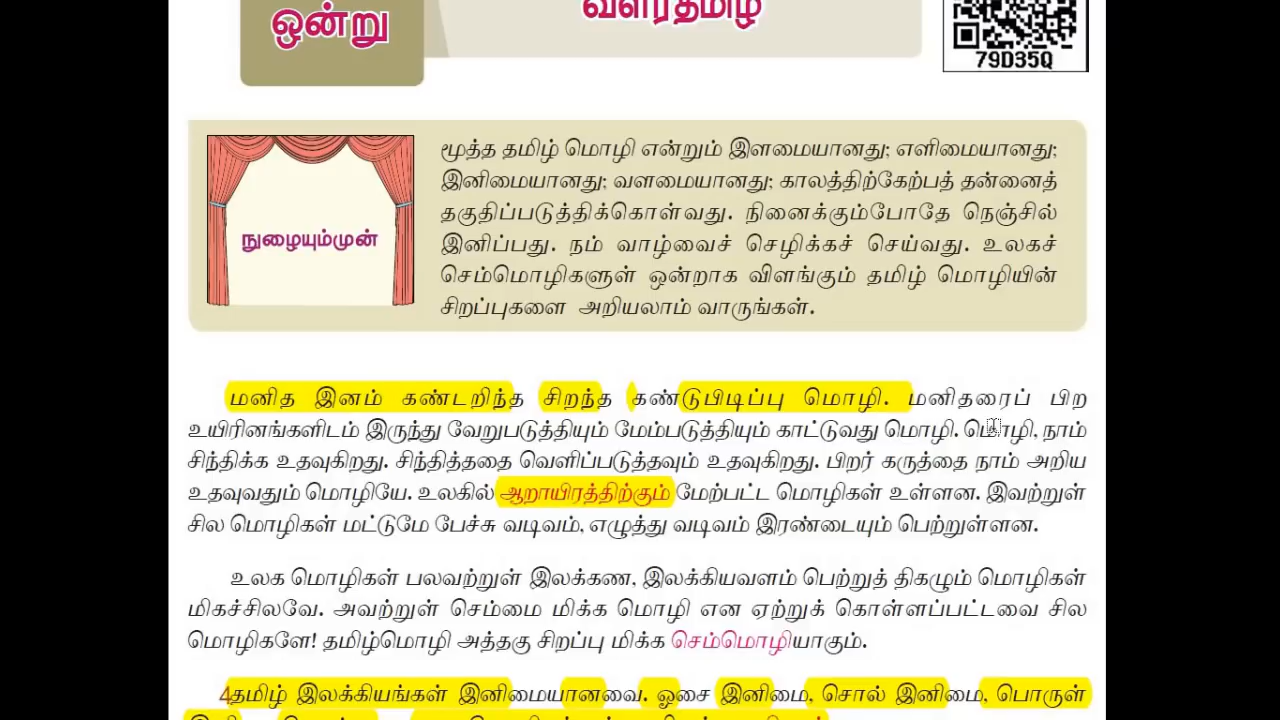 ஒன்று
வளர்தமிழ்
79D35Q
நுழையும்முன்
மூத்த தமிழ் மொழி என்றும் இளமையானது; எளிமையானது;
இனிமையானது; வளமையானது; காலத்திற்கேற்பத் தன்னைத்
தகுதிப்படுத்திக்கொள்வது. நினைக்கும்போதே நெஞ்சில்
இனிப்பது. நம் வாழ்வைச் செழிக்கச் செய்வது. உலகச்
செம்மொழிகளுள் ஒன்றாக விளங்கும் தமிழ் மொழியின்
சிறப்புகளை அறியலாம் வாருங்கள்.
மனித இனம் கண்டறிந்த சிறந்த கண்டுபிடிப்பு மொழி. மனிதரைப் பிற
உயிரினங்களிடம் இருந்து வேறுபடுத்தியும் மேம்படுத்தியும் காட்டுவது மொழி. மொழி, நாம்
சிந்திக்க உதவுகிறது. சிந்தித்ததை வெளிப்படுத்தவும் உதவுகிறது. பிறர் கருத்தை நாம் அறிய
உதவுவதும் மொழியே. உலகில் ஆறாயிரத்திற்கும் மேற்பட்ட மொழிகள் உள்ளன. இவற்றுள்
சில மொழிகள் மட்டுமே பேச்சு வடிவம், எழுத்து வடிவம் இரண்டையும் பெற்றுள்ளன.
உலக மொழிகள் பலவற்றுள் இலக்கண, இலக்கியவளம் பெற்றுத் திகழும் மொழிகள்
மிகச்சிலவே. அவற்றுள் செம்மை மிக்க மொழி என ஏற்றுக் கொள்ளப்பட்டவை சில
மொழிகளே! தமிழ்மொழி அத்தகு சிறப்பு மிக்க செம்மொழியாகும்.
4தமிழ் இலக்கியங்கள் இனிமையானவை. ஓசை இனிமை, சொல் இனிமை, பொருள்